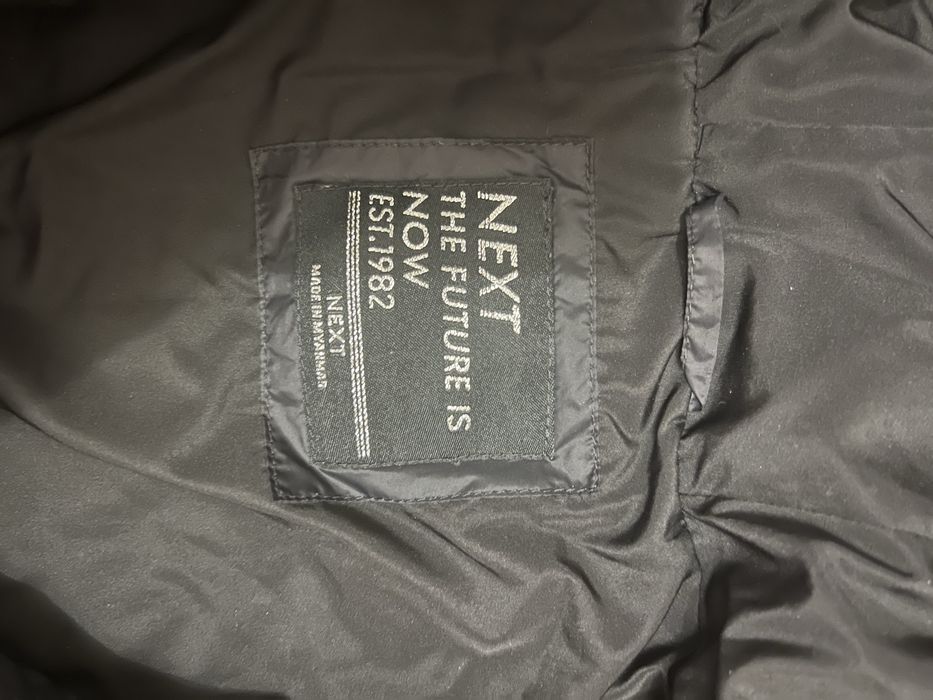 NEXT
THE FUTURE IS
NOW
EST.1982
NEXT
MADE IN MYANMAR